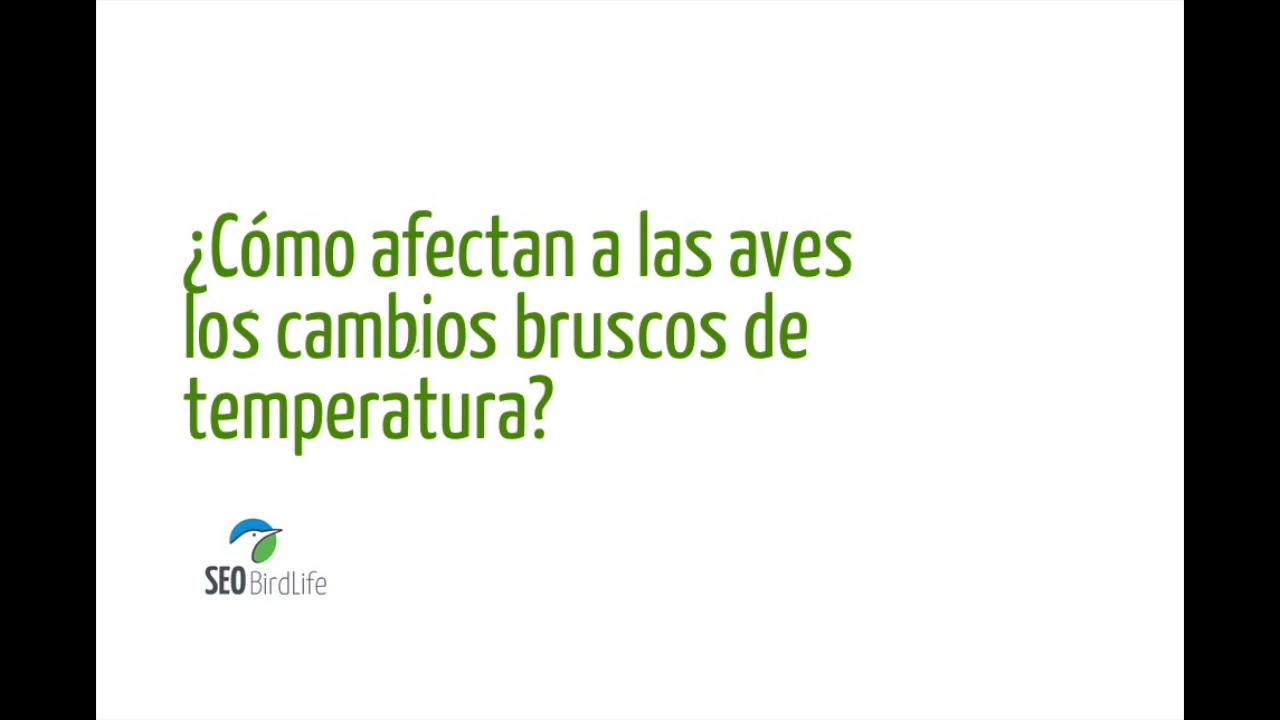 ¿Cómo afectan a las aves
los cambios bruscos de
temperatura?
SEO BirdLife